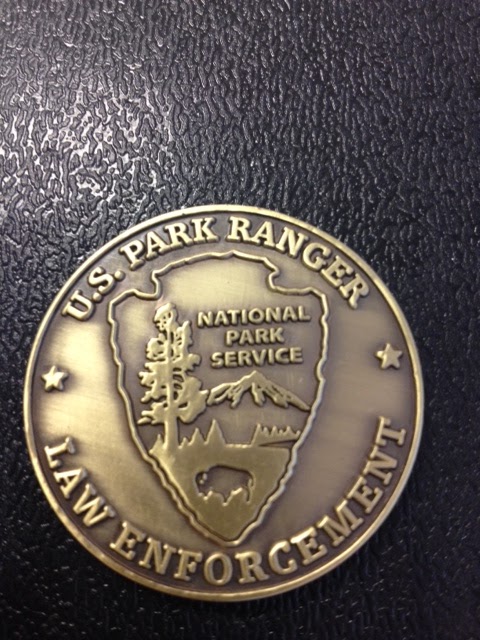 U.S. PARK RANGER
NATIONAL
PARK
SERVICE
LAW ENFORCEMENT